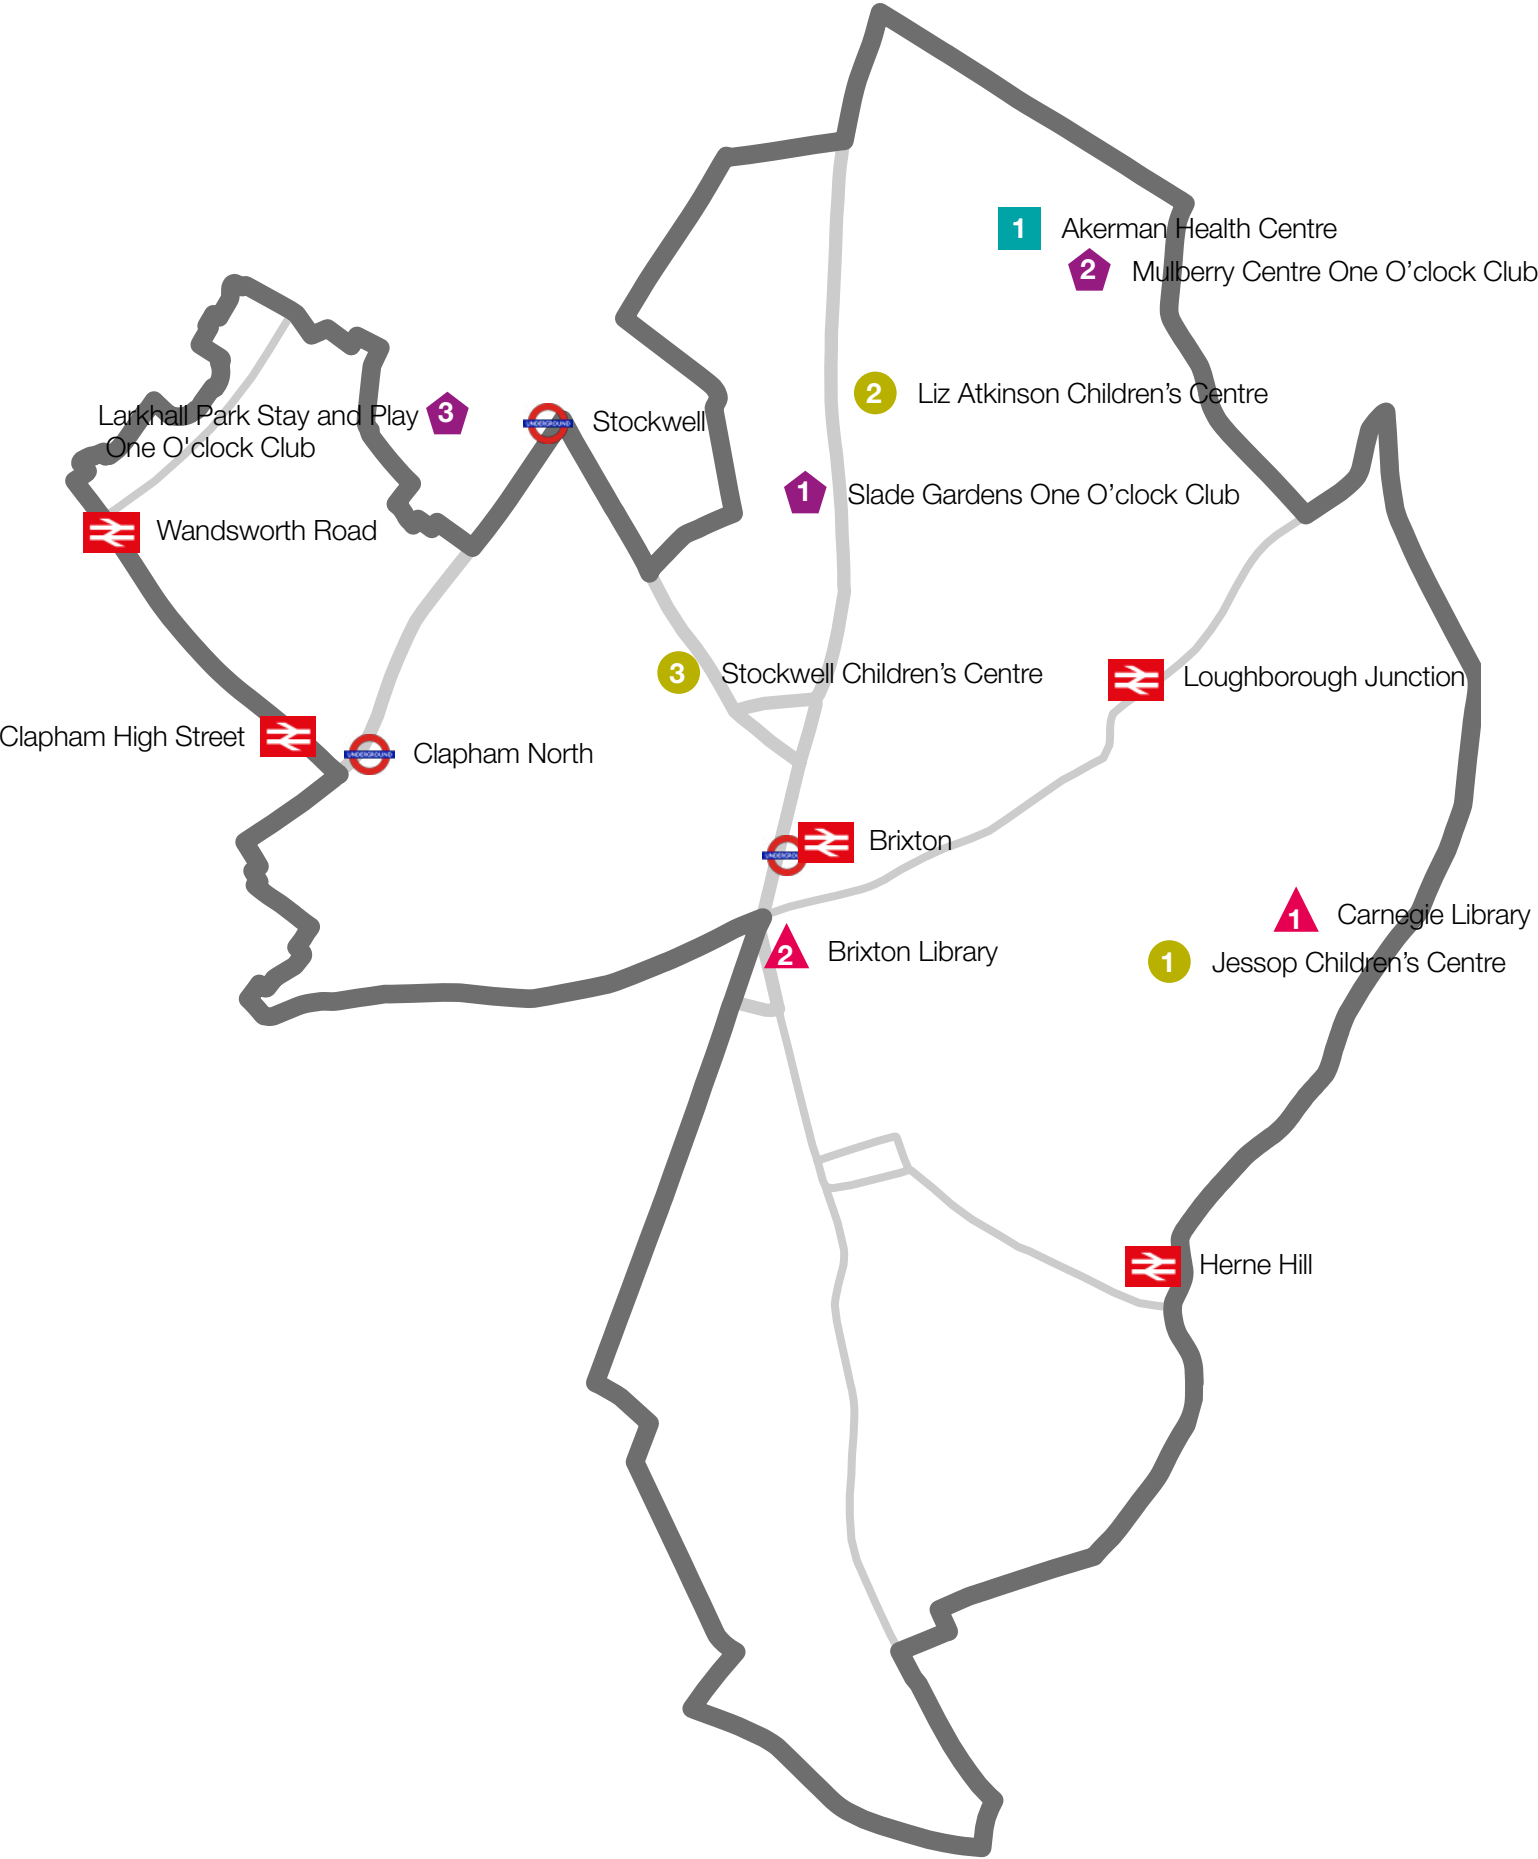 1 Akerman Health Centre
2 Mulberry Centre One O’clock Club
2 Liz Atkinson Children’s Centre
Larkhall Park Stay and Play 3
One O'clock Club
UNDERGROUND Stockwell
1 Slade Gardens One O’clock Club
Wandsworth Road
3 Stockwell Children’s Centre
Loughborough Junction
Clapham High Street
UNDERGROUND Clapham North
UNDERGRO Brixton
1 Carnegie Library
2 Brixton Library
1 Jessop Children’s Centre
Herne Hill